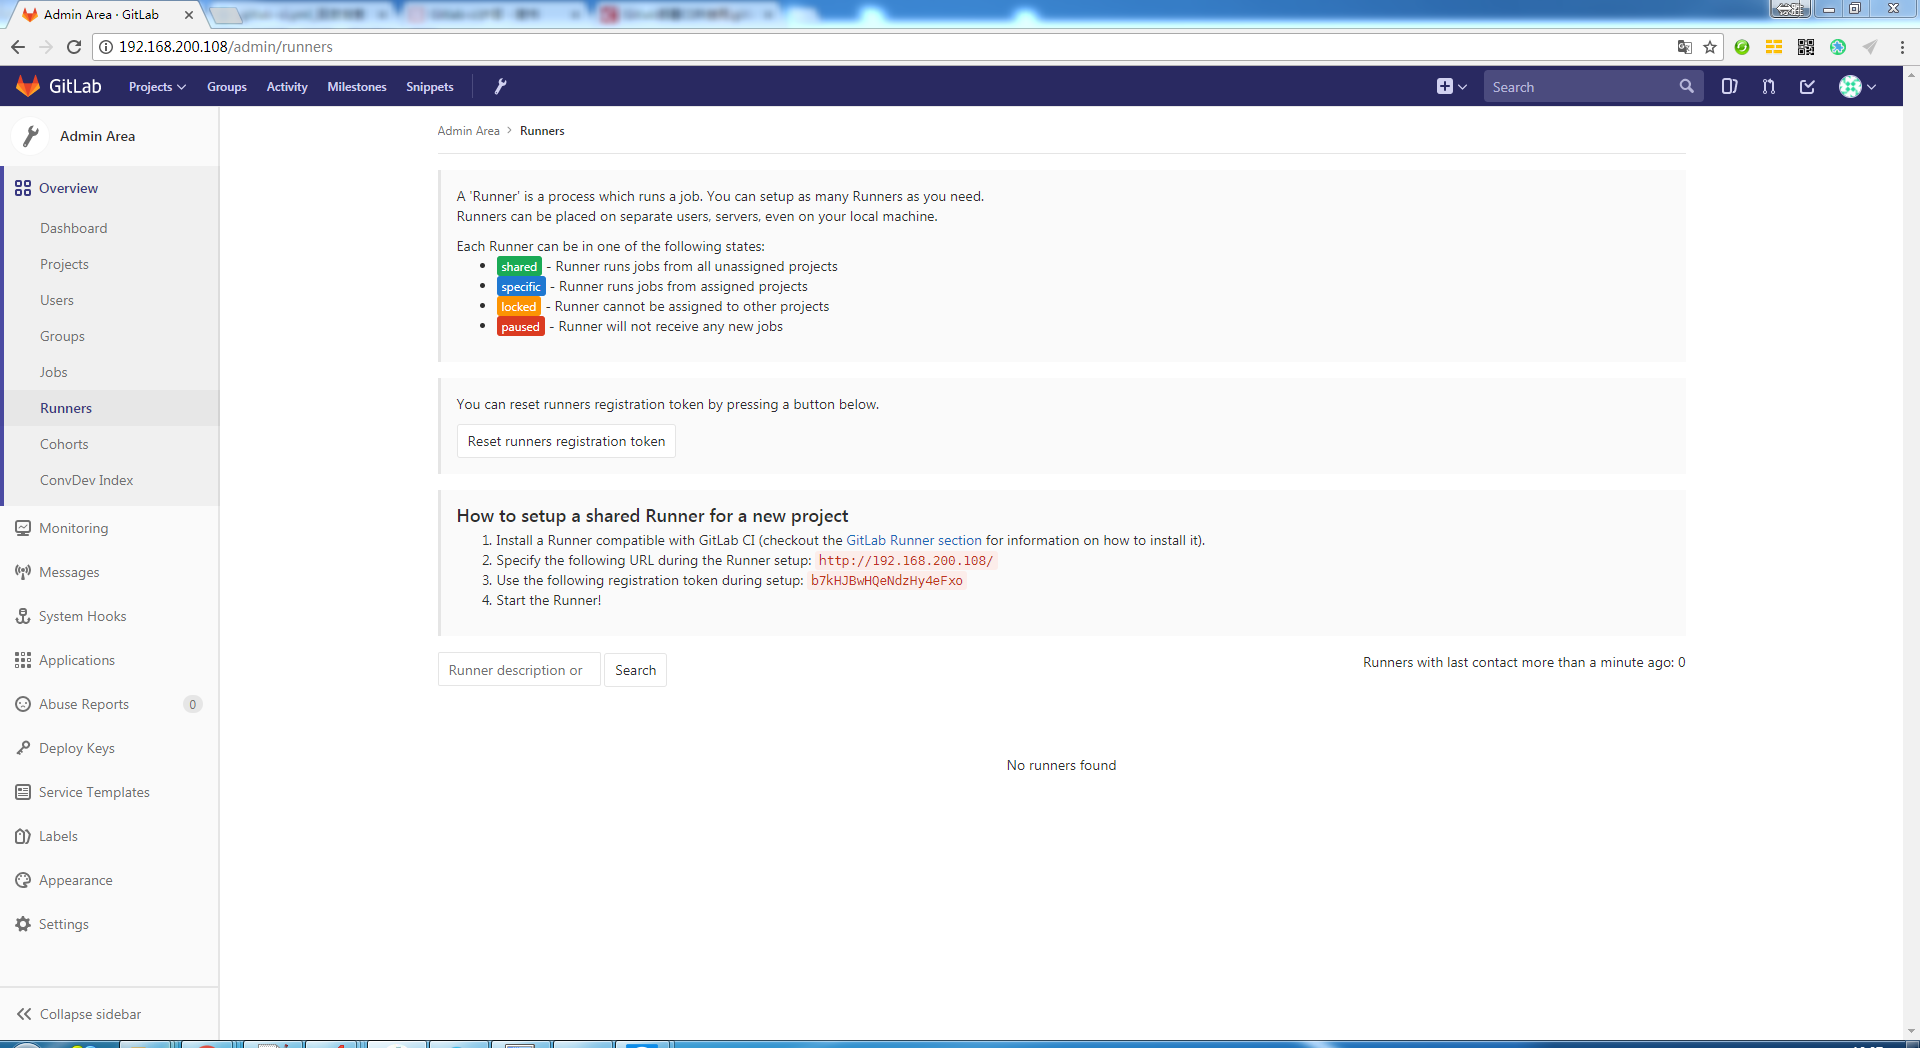 Admin Area · GitLab
192.168.200.108/admin/runners
GitLab
Projects
Groups
Activity
Milestones
Snippets
Search
Admin Area
Overview
Dashboard
Projects
Users
Groups
Jobs
Runners
Cohorts
ConvDev Index
Monitoring
Messages
System Hooks
Applications
Abuse Reports 0
Deploy Keys
Service Templates
Labels
Appearance
Settings
Collapse sidebar
Admin Area > Runners
A 'Runner' is a process which runs a job. You can setup as many Runners as you need.
Runners can be placed on separate users, servers, even on your local machine.
Each Runner can be in one of the following states:
• shared - Runner runs jobs from all unassigned projects
• specific - Runner runs jobs from assigned projects
• locked - Runner cannot be assigned to other projects
• paused - Runner will not receive any new jobs
You can reset runners registration token by pressing a button below.
Reset runners registration token
How to setup a shared Runner for a new project
1. Install a Runner compatible with GitLab CI (checkout the GitLab Runner section for information on how to install it).
2. Specify the following URL during the Runner setup: http://192.168.200.108/
3. Use the following registration token during setup: b7kHJBwHQeNdzHy4eFxo
4. Start the Runner!
Runner description or
Search
Runners with last contact more than a minute ago: 0
No runners found